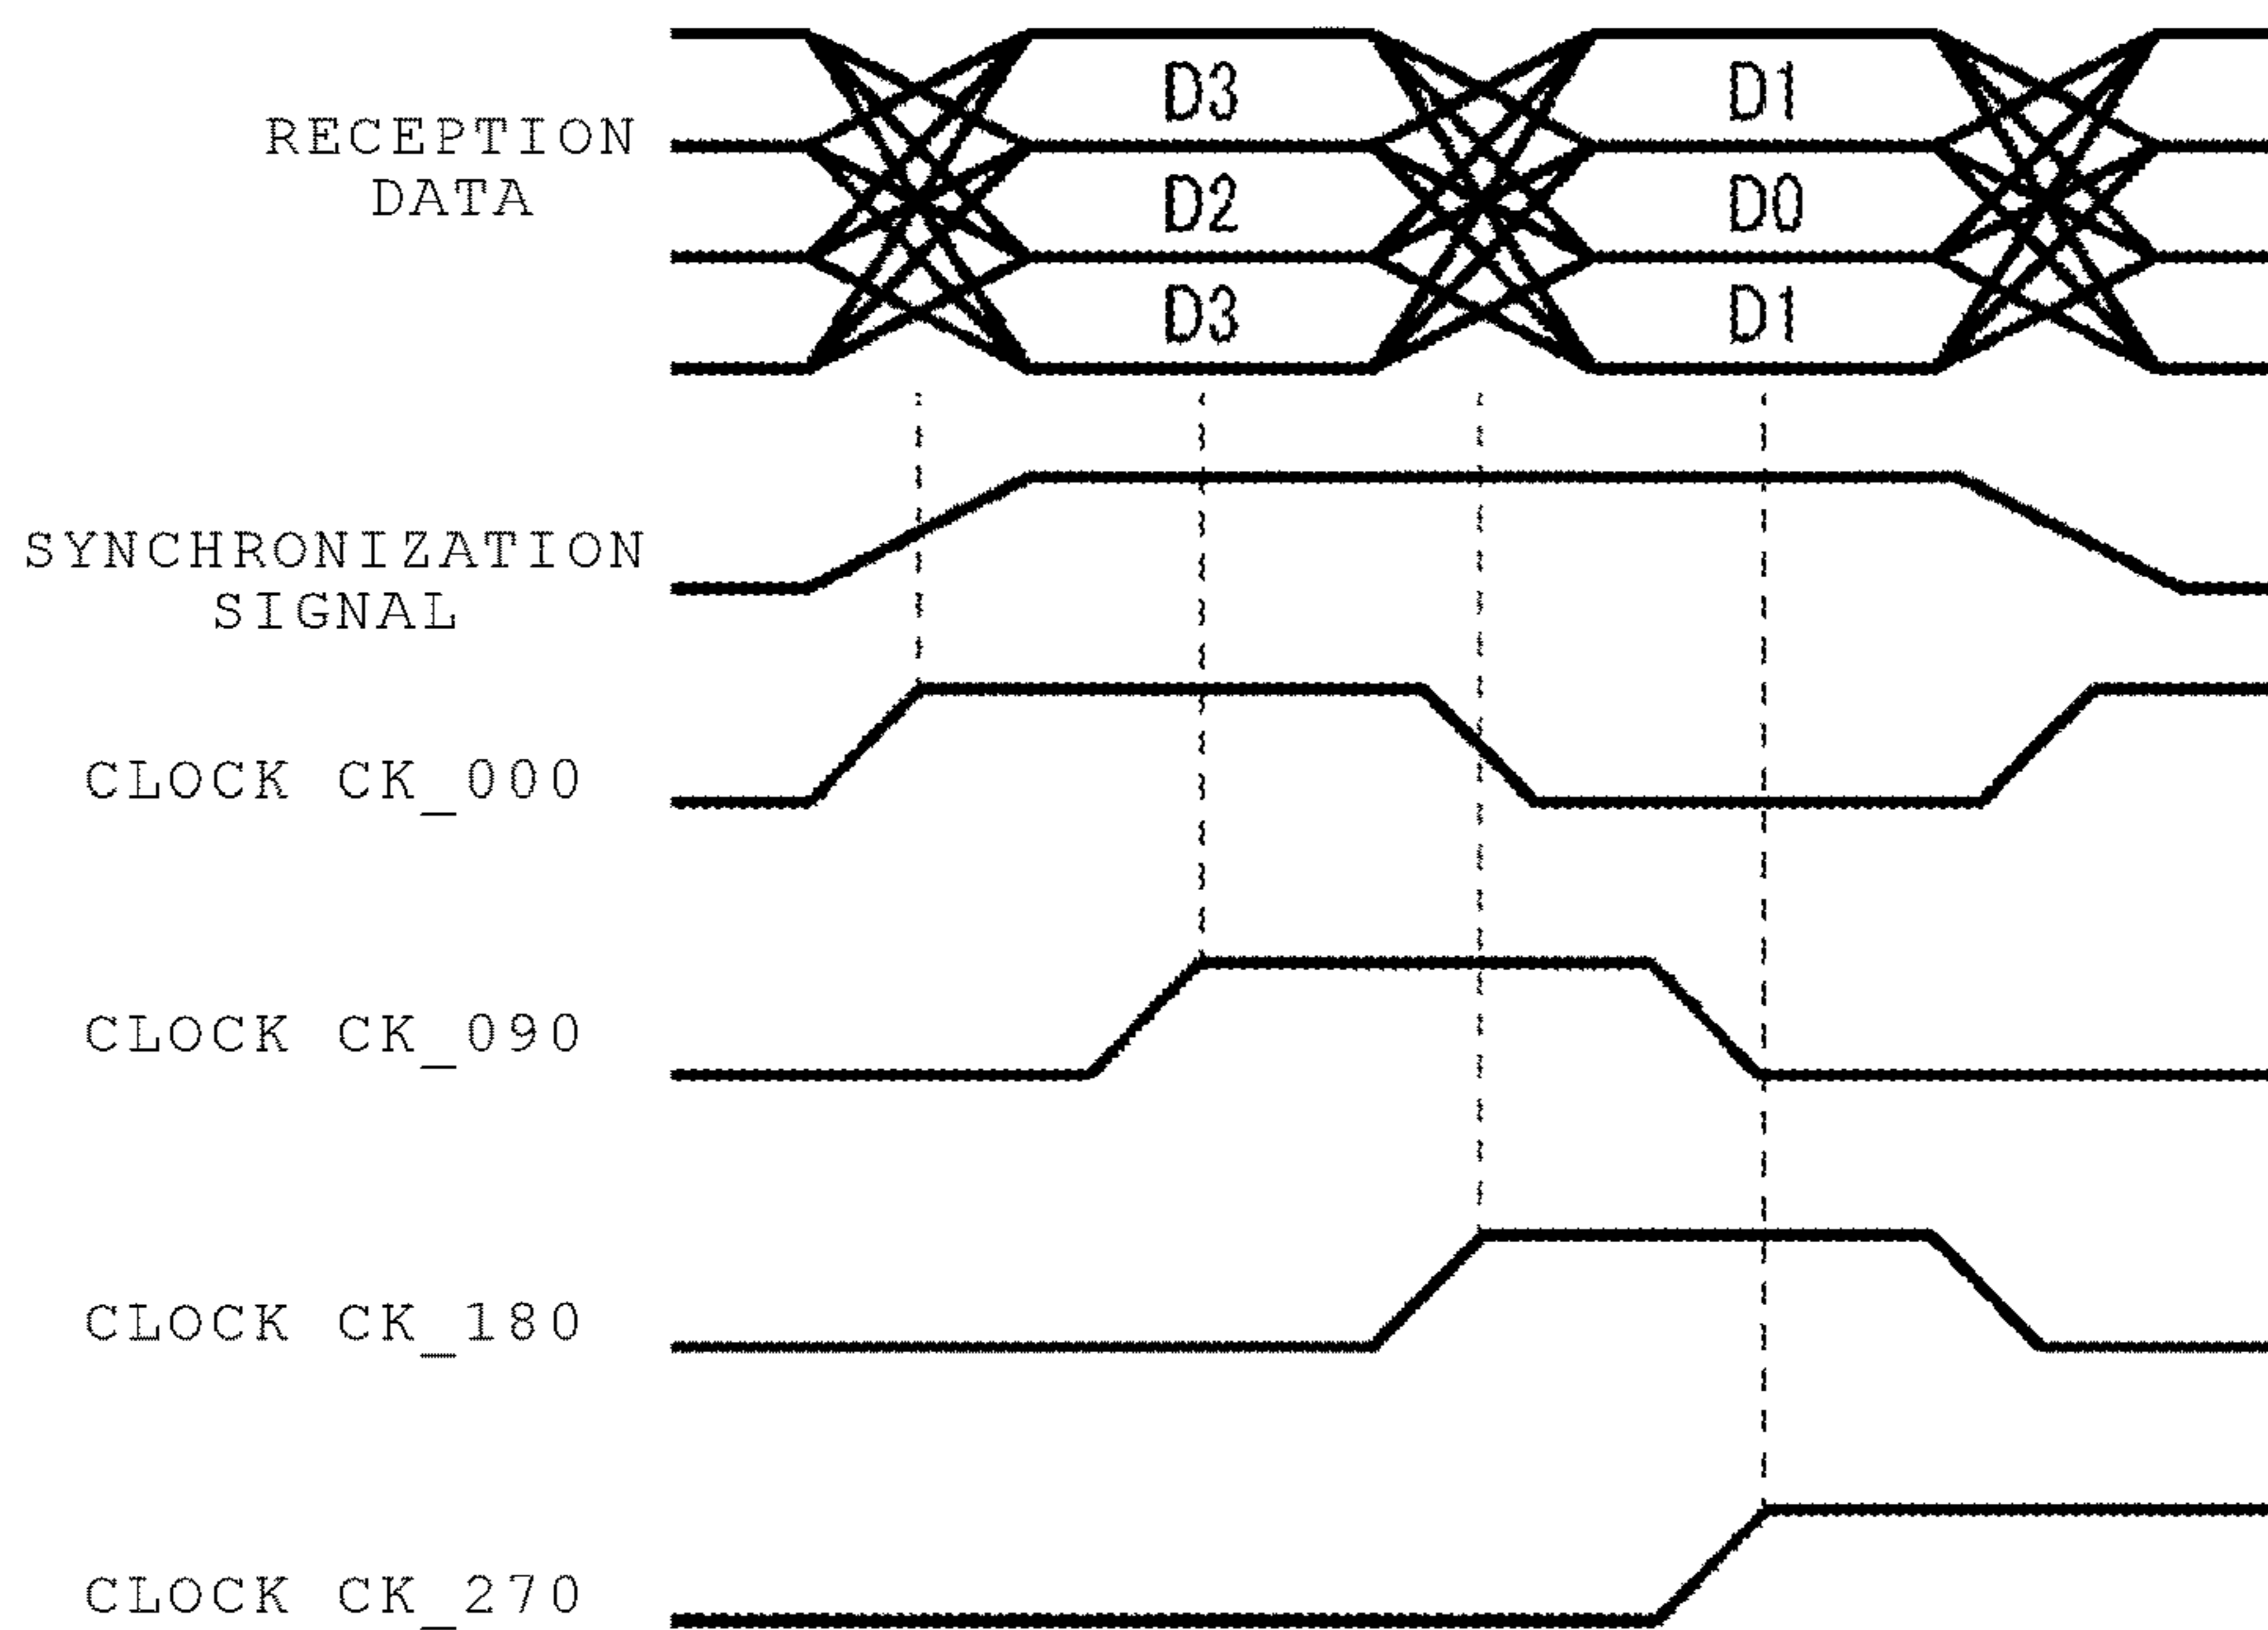 D3 D1
RECEPTION
DATA
D2 D0
D3 D1
SYNCHRONIZATION
SIGNAL
CLOCK CK_000
CLOCK CK_090
CLOCK CK_180
CLOCK CK_270